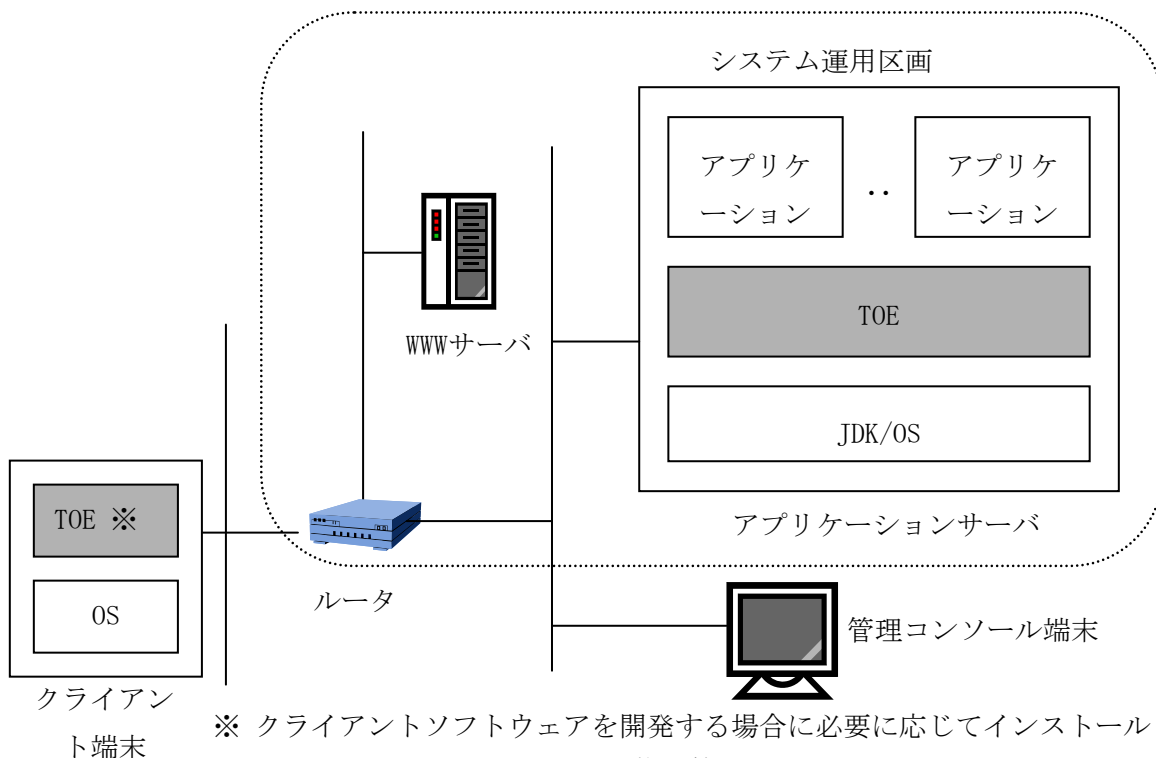 システム運用区画
アプリケ
ーション
‥
アプリケ
ーション
TOE
JDK/OS
アプリケーションサーバ
WWWサーバ
TOE ※
OS
クライアン
ト端末
ルータ
管理コンソール端末
※ クライアントソフトウェアを開発する場合に必要に応じてインストール